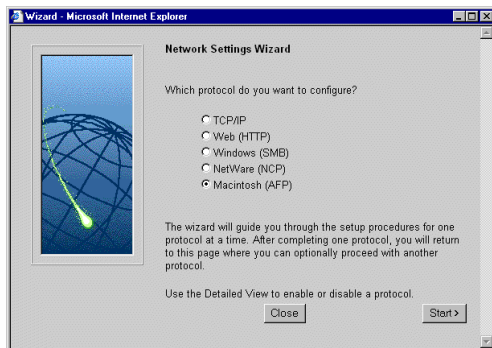 Wizard - Microsoft Internet Explorer
Network Settings Wizard
Which protocol do you want to configure?
TCP/IP
Web (HTTP)
Windows (SMB)
NetWare (NCP)
Macintosh (AFP)
The wizard will guide you through the setup procedures for one
protocol at a time. After completing one protocol, you will return
to this page where you can optionally proceed with another
protocol.
Use the Detailed View to enable or disable a protocol.
Close
Start >